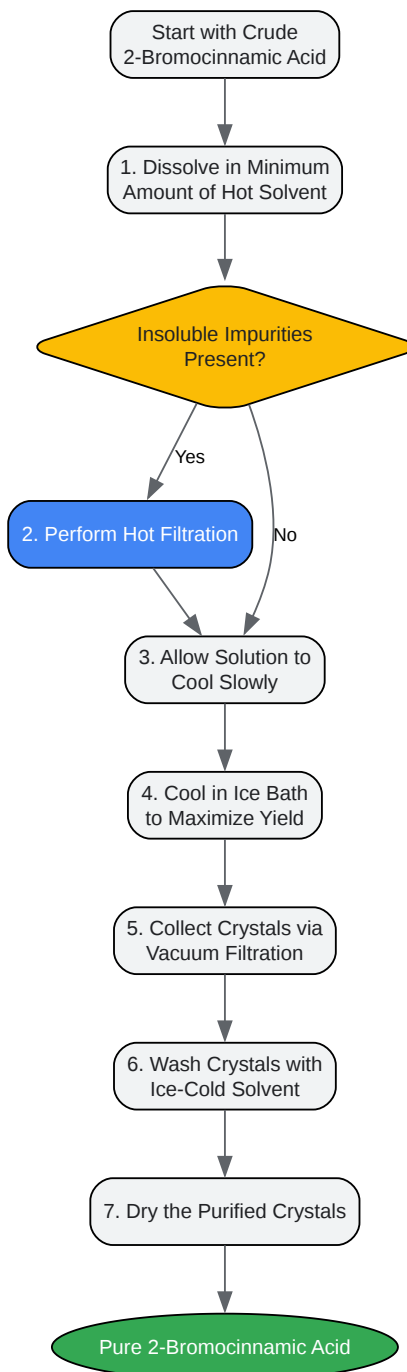 Start with Crude
2-Bromocinnamic Acid
1. Dissolve in Minimum
Amount of Hot Solvent
Insoluble Impurities
Present?
Yes
2. Perform Hot Filtration
No
3. Allow Solution to
Cool Slowly
4. Cool in Ice Bath
to Maximize Yield
5. Collect Crystals via
Vacuum Filtration
6. Wash Crystals with
Ice-Cold Solvent
7. Dry the Purified Crystals
Pure 2-Bromocinnamic Acid